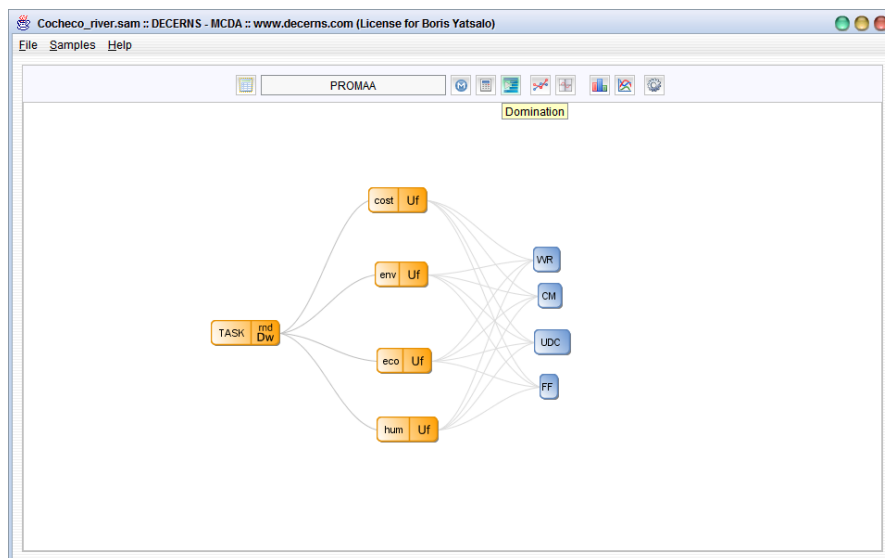 Cocheco_river.sam :: DECERNS - MCDA :: www.decerns.com (License for Boris Yatsalo)
File Samples Help
PROMAA
M
Domination
cost Uf
WR
env Uf
CM
TASK rnd Dw
UDC
eco Uf
FF
hum Uf